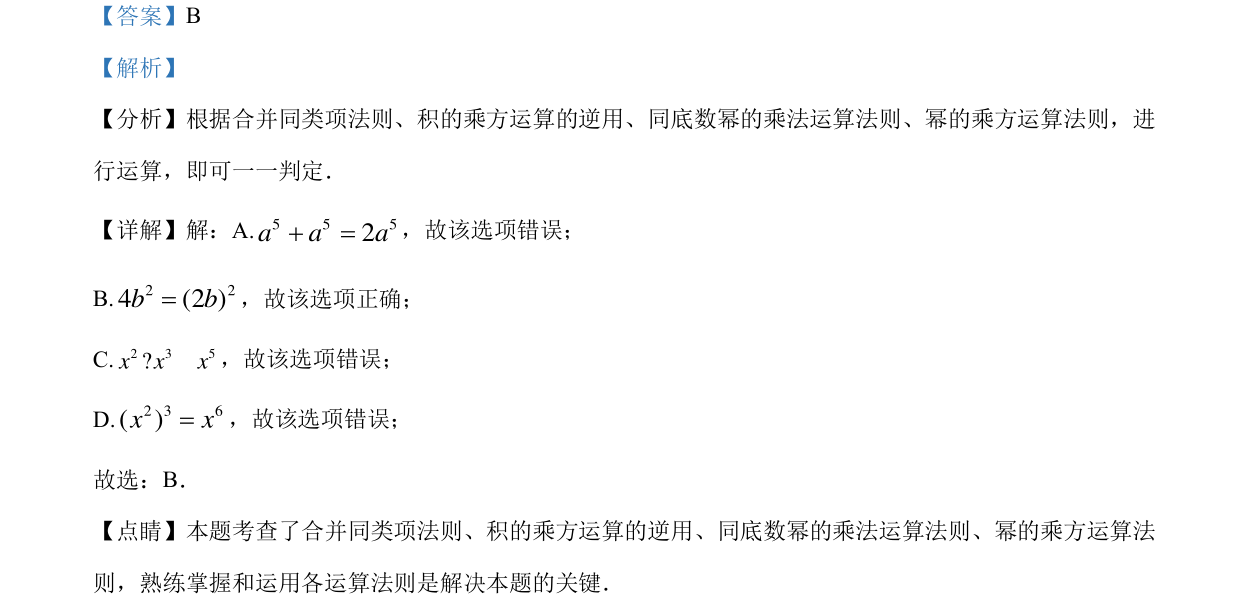 【答案】B
【解析】
【分析】根据合并同类项法则、积的乘方运算的逆用、同底数幂的乘法运算法则、幂的乘方运算法则，进
行运算，即可一一判定．
【详解】解：A. $a^5 + a^5 = 2a^5$，故该选项错误；
B. $4b^2 = (2b)^2$，故该选项正确；
C. $x^2 ? x^3 \quad x^5$，故该选项错误；
D. $(x^2)^3 = x^6$，故该选项错误；
故选：B．
【点睛】本题考查了合并同类项法则、积的乘方运算的逆用、同底数幂的乘法运算法则、幂的乘方运算法
则，熟练掌握和运用各运算法则是解决本题的关键．